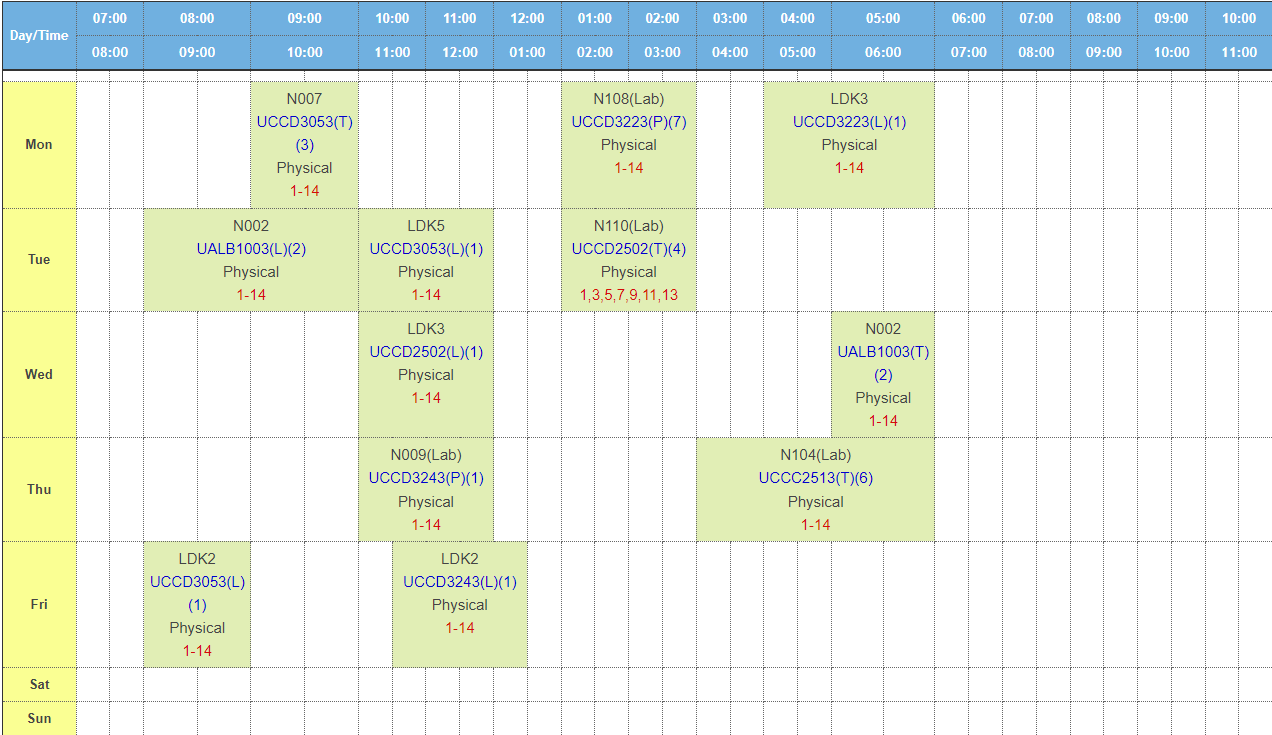 Day/Time
07:00 08:00 09:00 10:00 11:00 12:00 01:00 02:00 03:00 04:00 05:00 06:00 07:00 08:00 09:00 10:00
08:00 09:00 10:00 11:00 12:00 01:00 02:00 03:00 04:00 05:00 06:00 07:00 08:00 09:00 10:00 11:00
Mon
N007
UCCD3053(T)
(3)
Physical
1-14
N108(Lab)
UCCD3223(P)(7)
Physical
1-14
LDK3
UCCD3223(L)(1)
Physical
1-14
Tue
N002
UALB1003(L)(2)
Physical
1-14
LDK5
UCCD3053(L)(1)
Physical
1-14
N110(Lab)
UCCD2502(T)(4)
Physical
1,3,5,7,9,11,13
Wed
LDK3
UCCD2502(L)(1)
Physical
1-14
N002
UALB1003(T)
(2)
Physical
1-14
Thu
N009(Lab)
UCCD3243(P)(1)
Physical
1-14
N104(Lab)
UCCC2513(T)(6)
Physical
1-14
Fri
LDK2
UCCD3053(L)
(1)
Physical
1-14
LDK2
UCCD3243(L)(1)
Physical
1-14
Sat
Sun